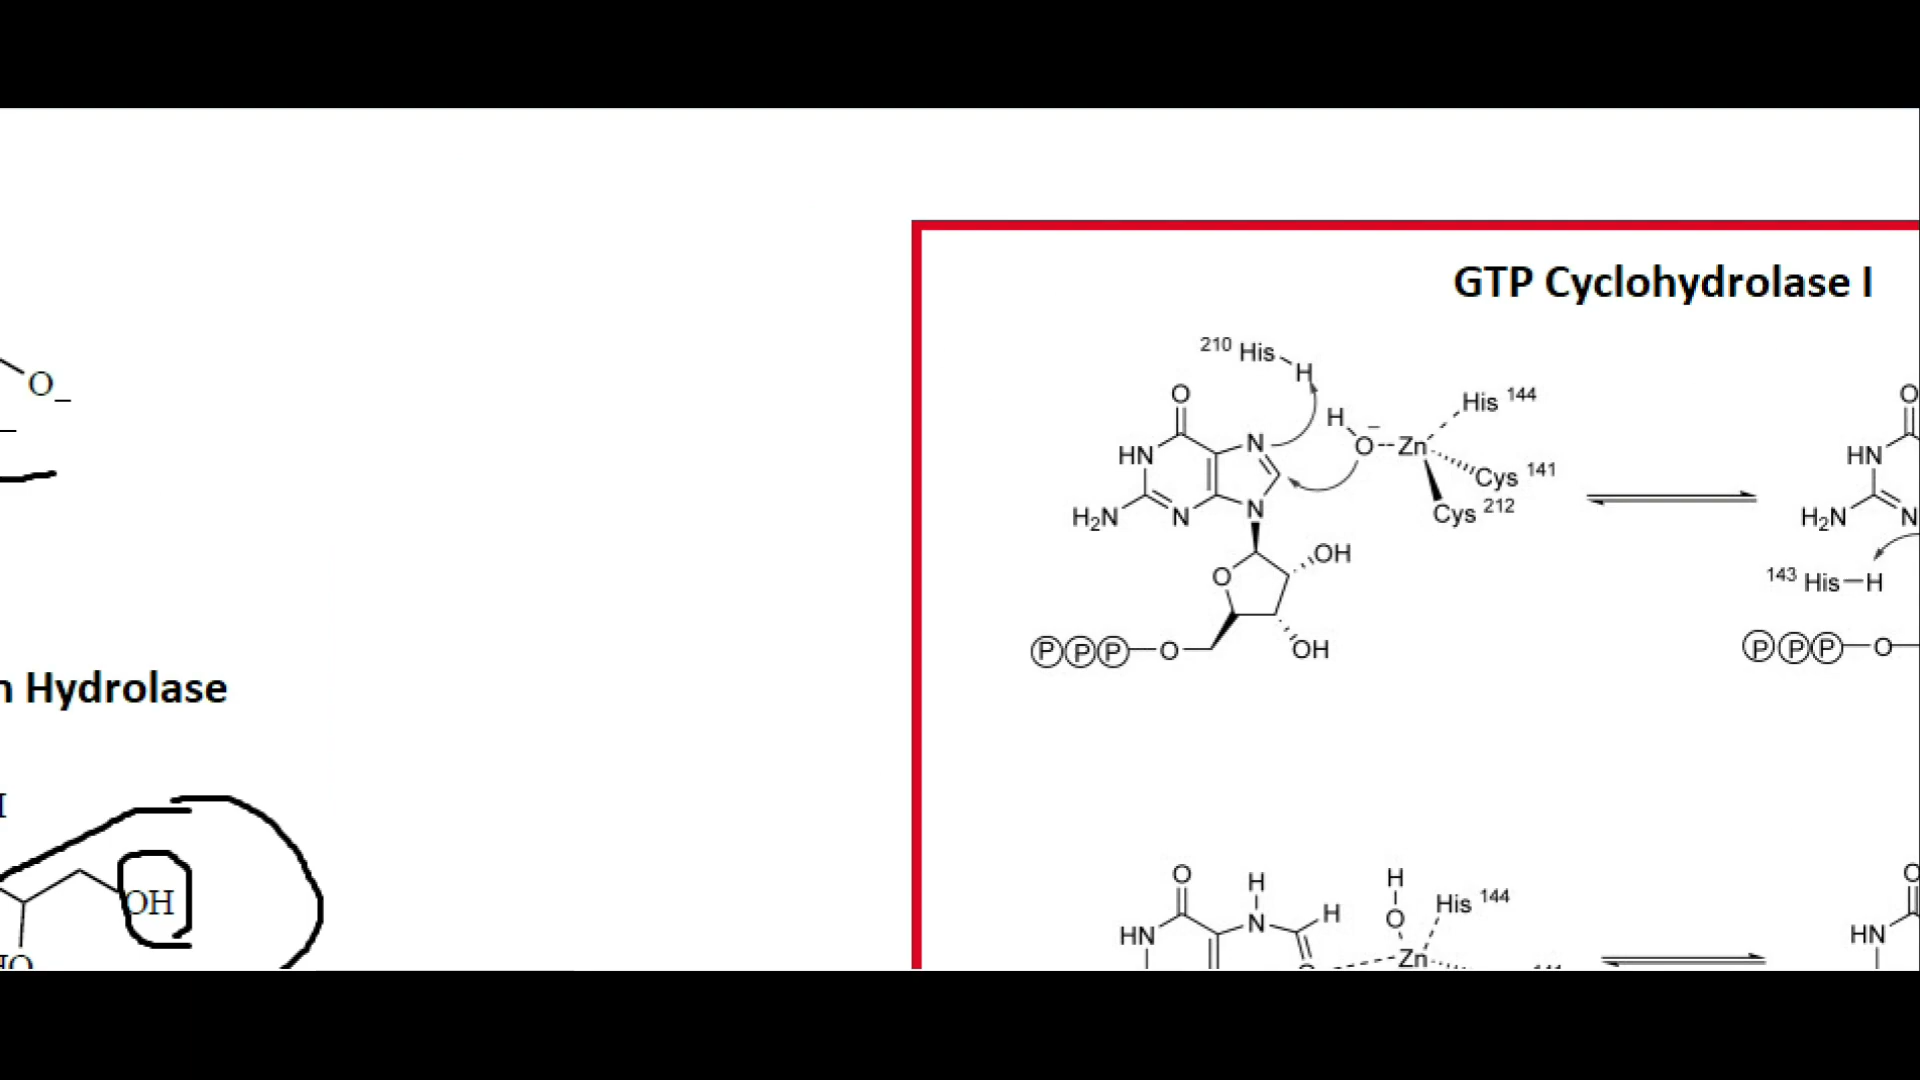 O_
n Hydrolase
OH
GTP Cyclohydrolase I
210 His
H
O
HN
H2N
N
N
N
H
O
−
Zn
His 144
Cys 141
Cys 212
O
OH
OH
P P P O
O
HN
H2N
N
143 His H
P P P O
O
HN
H
N
H
H
O
His 144
Zn
O
HN